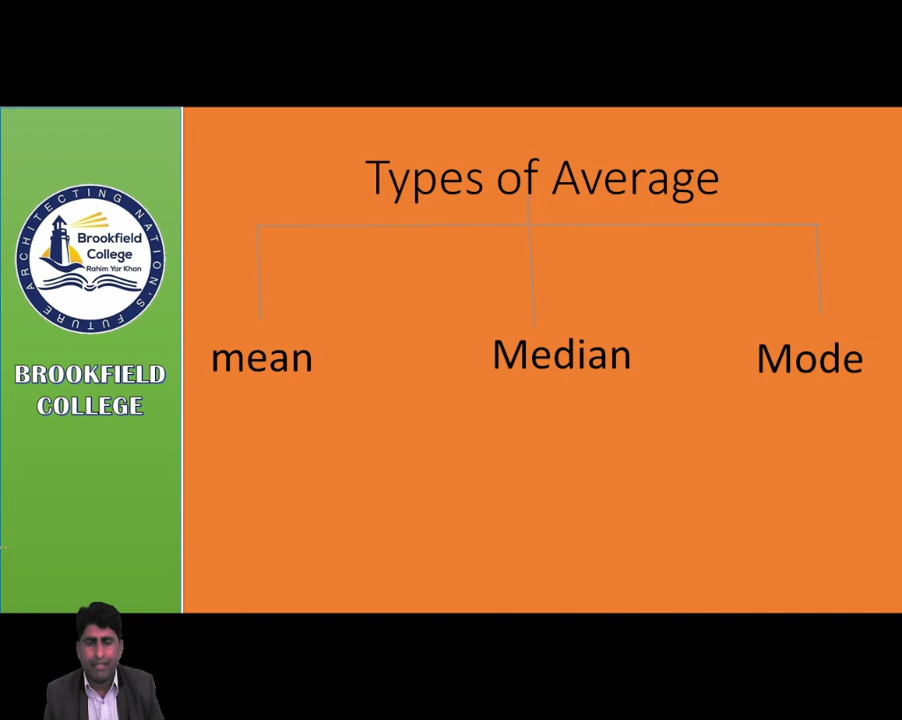 Types of Average
ARCHITECTING NATION'S FUTURE
Brookfield
College
Rahim Yar Khan
BROOKFIELD
COLLEGE
mean
Median
Mode